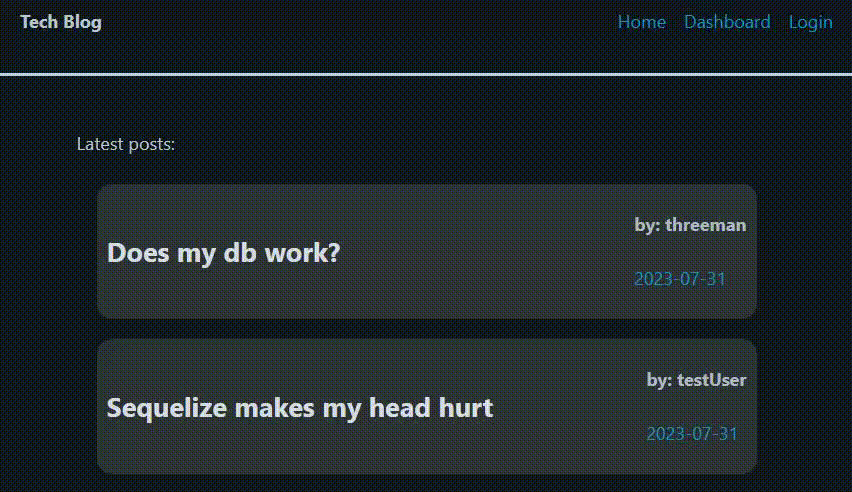 Tech Blog
Home Dashboard Login
Latest posts:
Does my db work?
by: threeman
2023-07-31
Sequelize makes my head hurt
by: testUser
2023-07-31